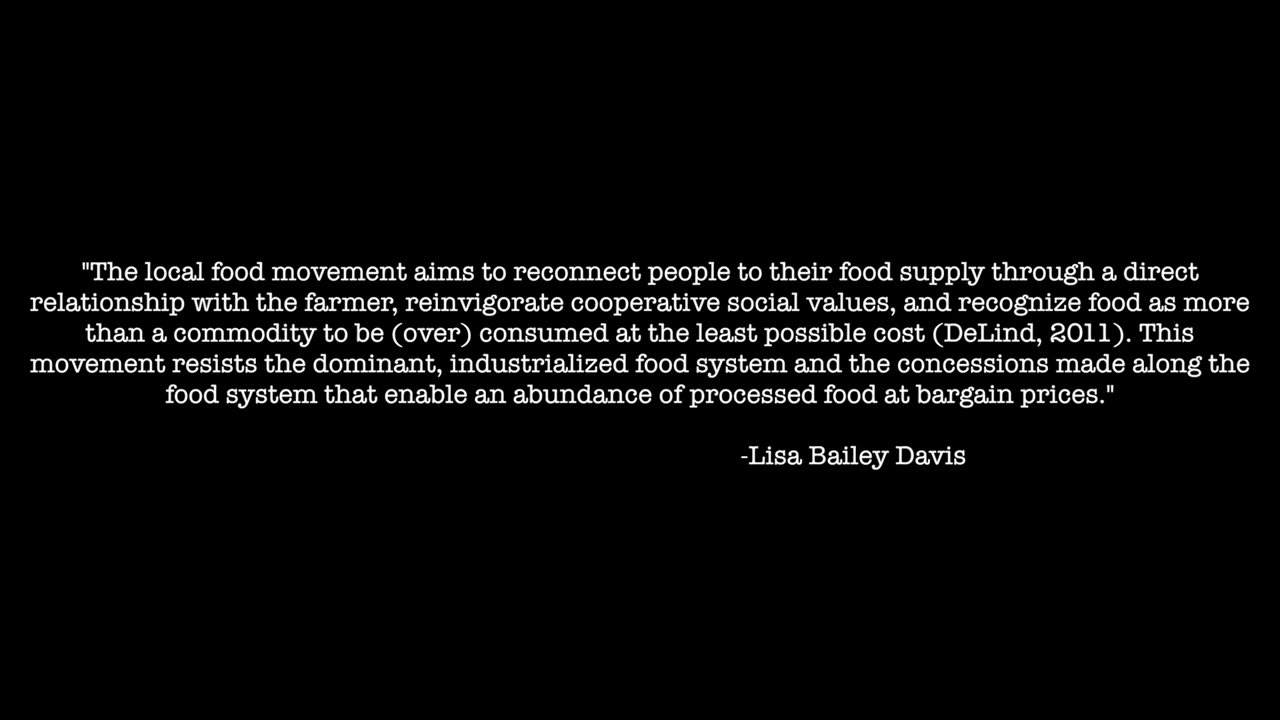 "The local food movement aims to reconnect people to their food supply through a direct
relationship with the farmer, reinvigorate cooperative social values, and recognize food as more
than a commodity to be (over) consumed at the least possible cost (DeLind, 2011). This
movement resists the dominant, industrialized food system and the concessions made along the
food system that enable an abundance of processed food at bargain prices."
-Lisa Bailey Davis